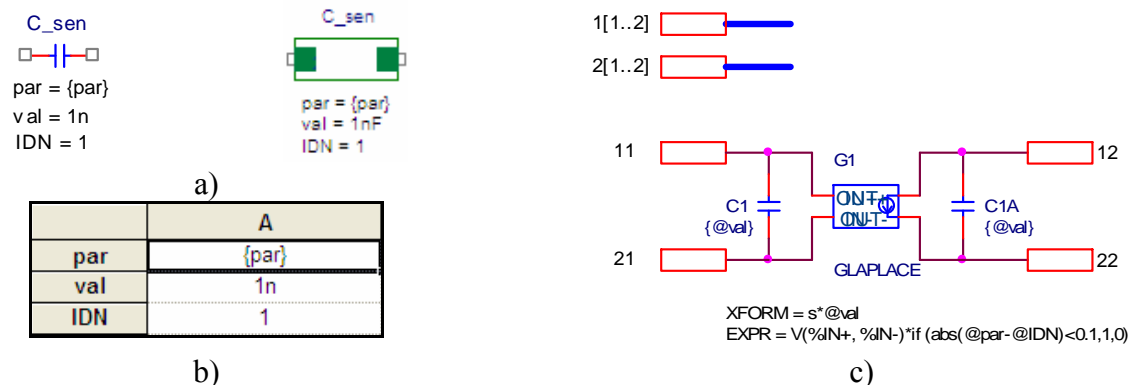 C_sen
par = {par}
val = 1n
IDN = 1
C_sen
par = {par}
val = 1nF
IDN = 1
a)
A
par {par}
val 1n
IDN 1
b)
1[1..2]
2[1..2]
11
12
G1
C1
{@val}
C1A
{@val}
21
22
GLAPLACE
XFORM = s*@val
EXPR = V(%IN+, %IN-)*if (abs(@par-@IDN)<0.1,1,0)
c)